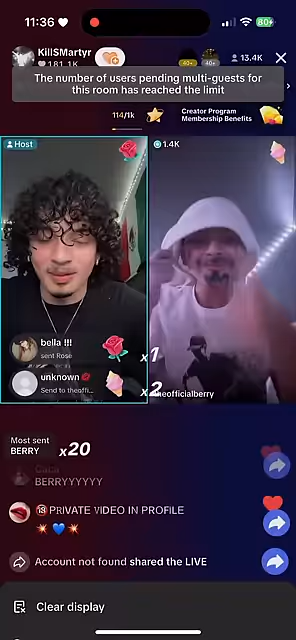 11:36
80+
KillSMartyr
181.1K
40+
40+
13.4K
The number of users pending multi-guests for
this room has reached the limit
114/1k
Creator Program
Membership Benefits
Host
1.4K
bella !!!
sent Rose
x1
unknown
Send to theoffi...
x2
theofficialberry
Most sent
BERRY
x20
Caca
BERRYYYYYY
🔞 PRIVATE VIDEO IN PROFILE
💥 💙 💥
Account not found shared the LIVE
Clear display